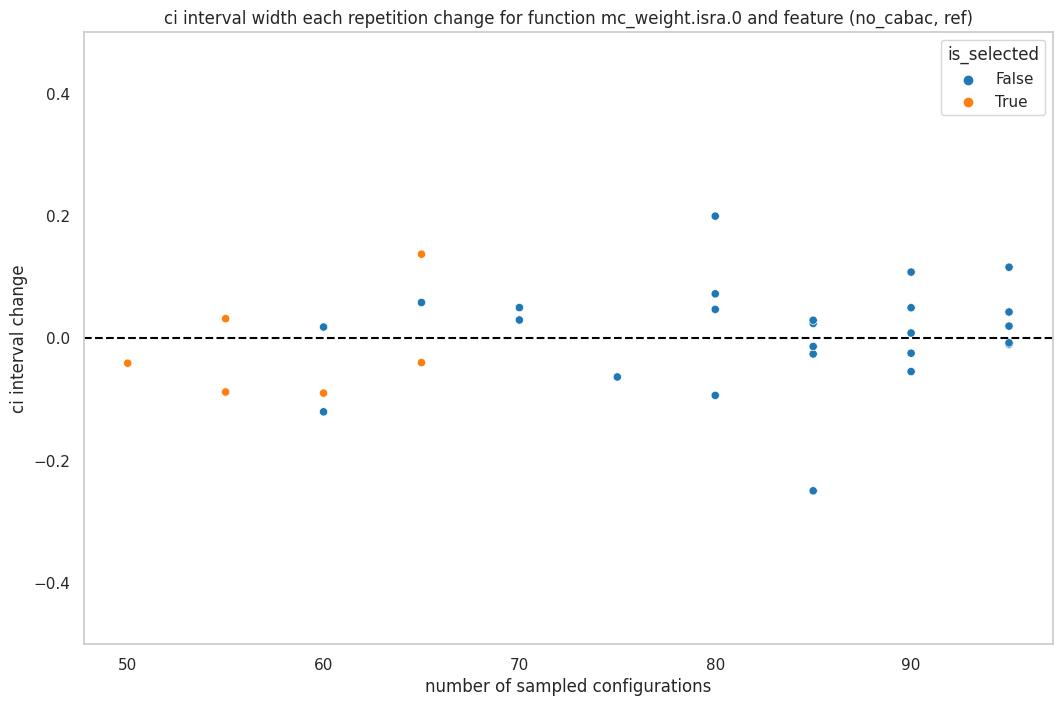 ci interval width each repetition change for function mc_weight.isra.0 and feature (no_cabac, ref)
is_selected
False
True
ci interval change
0.4
0.2
0.0
−0.2
−0.4
50
60
70
80
90
number of sampled configurations